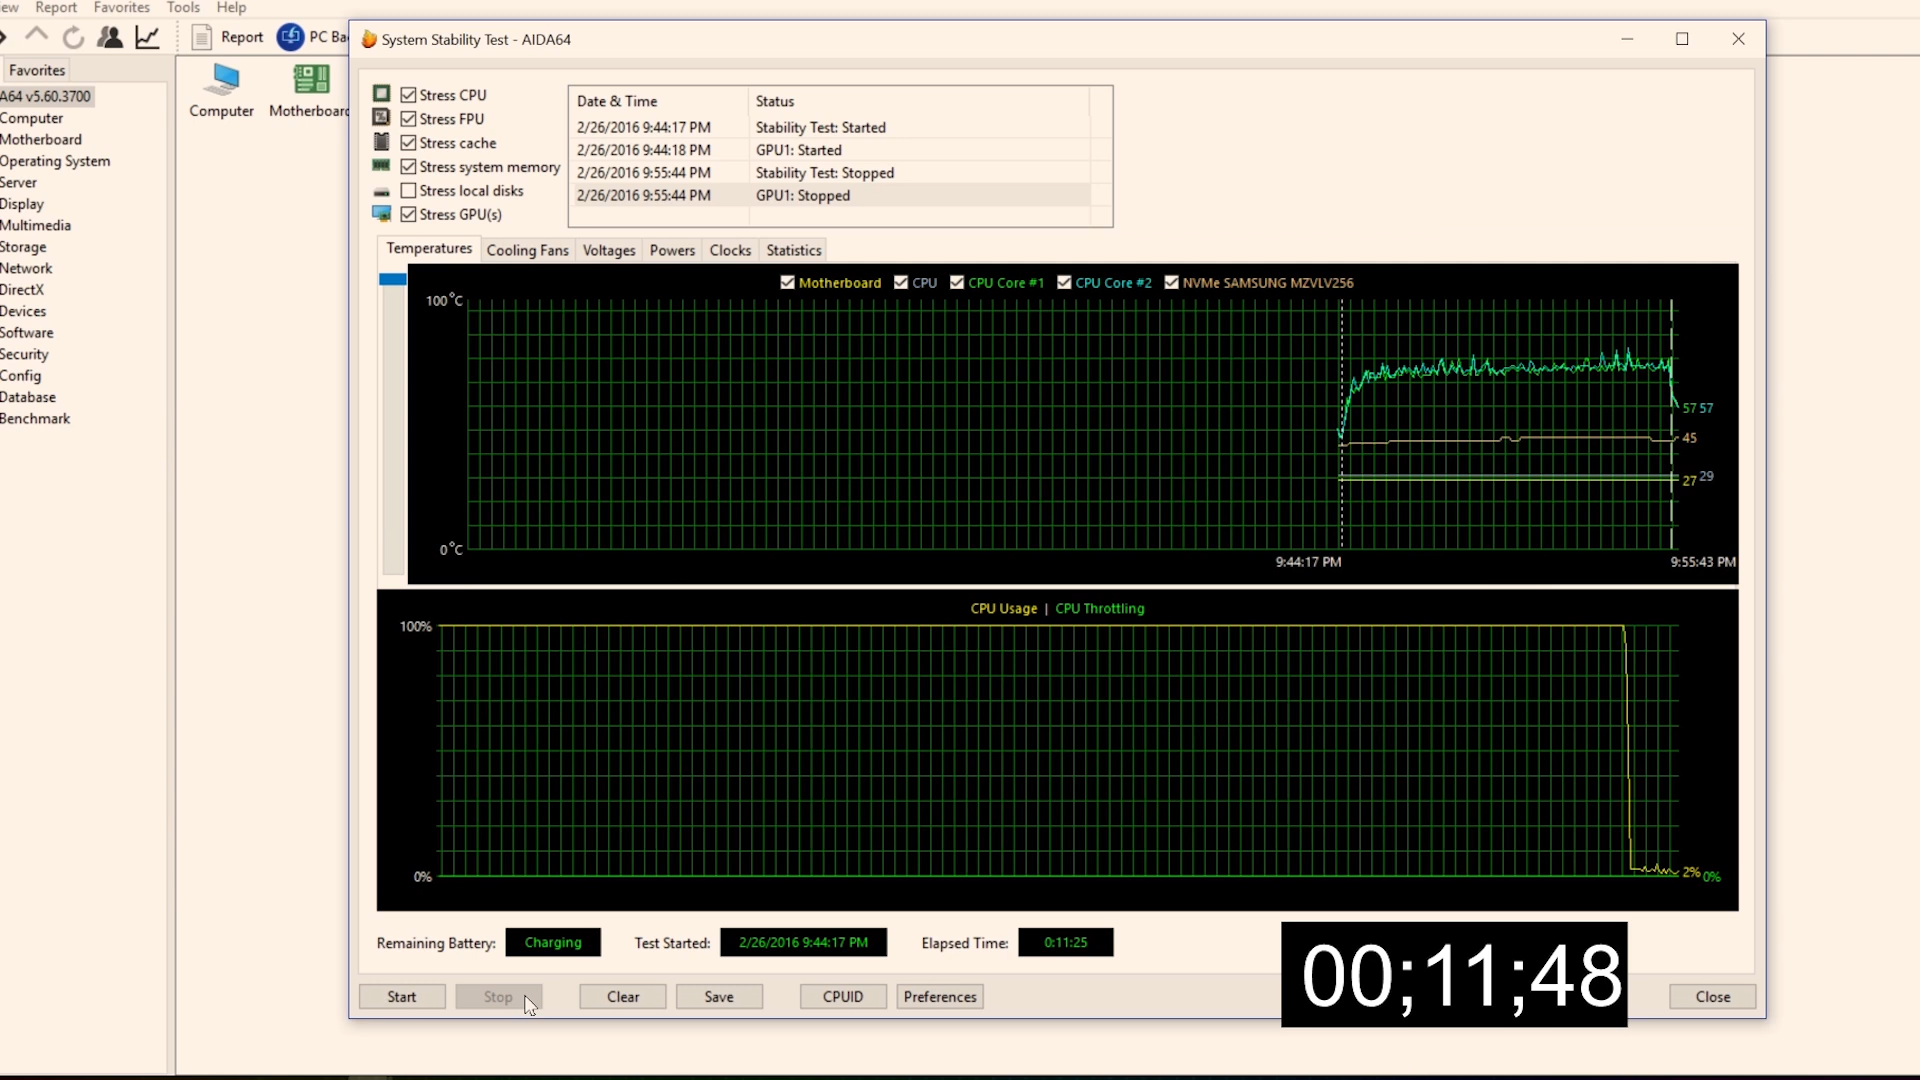 ew Report Favorites Tools Help
Report PC Ba
Favorites
A64 v5.60.3700
Computer
Motherboard
Operating System
Server
Display
Multimedia
Storage
Network
DirectX
Devices
Software
Security
Config
Database
Benchmark
Computer Motherboard
System Stability Test - AIDA64
Stress CPU
Stress FPU
Stress cache
Stress system memory
Stress local disks
Stress GPU(s)
Date & Time Status
2/26/2016 9:44:17 PM Stability Test: Started
2/26/2016 9:44:18 PM GPU1: Started
2/26/2016 9:55:44 PM Stability Test: Stopped
2/26/2016 9:55:44 PM GPU1: Stopped
Temperatures Cooling Fans Voltages Powers Clocks Statistics
Motherboard CPU CPU Core #1 CPU Core #2 NVMe SAMSUNG MZVLV256
100°C
57 57
45
27 29
0°C
9:44:17 PM 9:55:43 PM
CPU Usage | CPU Throttling
100%
0% 2% 0%
Remaining Battery: Charging Test Started: 2/26/2016 9:44:17 PM Elapsed Time: 0:11:25
00;11;48
Start Stop Clear Save CPUID Preferences Close